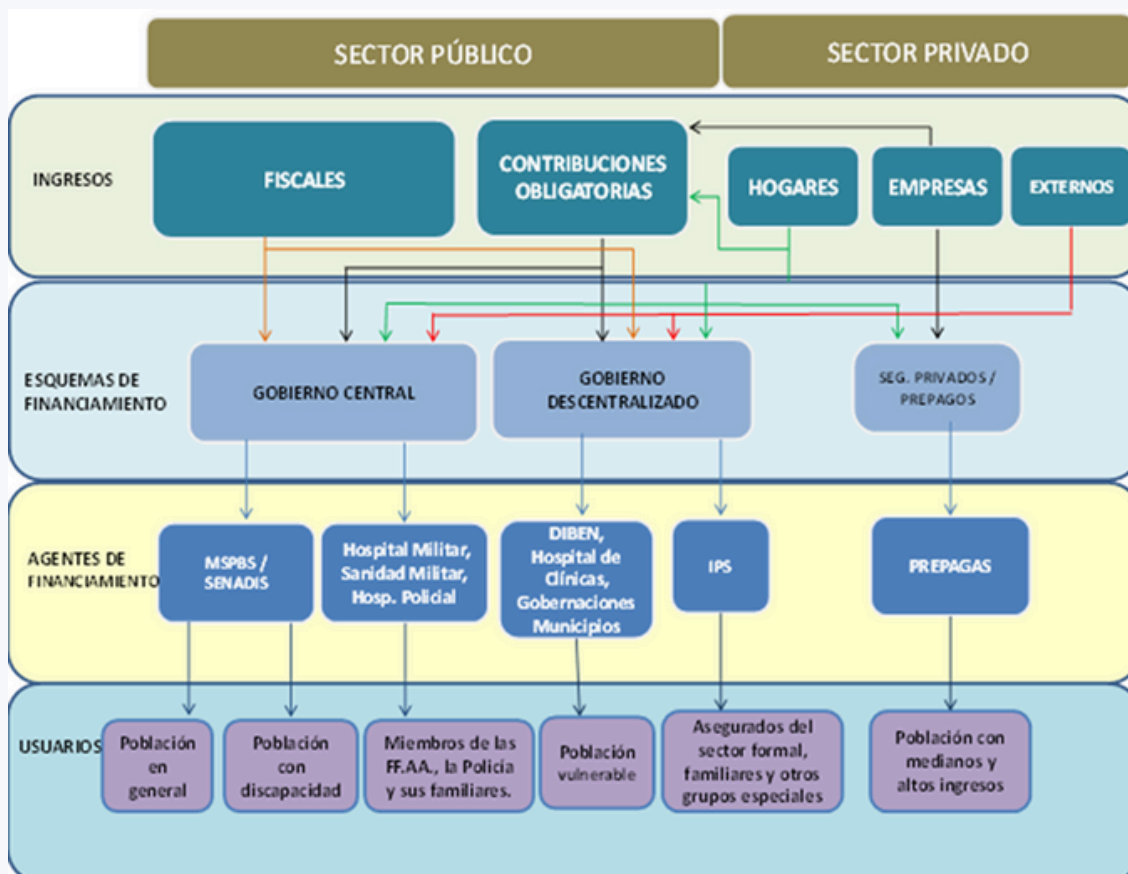 SECTOR PÚBLICO
SECTOR PRIVADO
INGRESOS
FISCALES
CONTRIBUCIONES
OBLIGATORIAS
HOGARES
EMPRESAS
EXTERNOS
ESQUEMAS DE
FINANCIAMIENTO
GOBIERNO CENTRAL
GOBIERNO
DESCENTRALIZADO
SEG. PRIVADOS /
PREPAGOS
AGENTES DE
FINANCIAMIENTO
MSPBS /
SENADIS
Hospital Militar,
Sanidad Militar,
Hosp. Policial
DIBEN,
Hospital de
Clínicas,
Gobernaciones
Municipios
IPS
PREPAGAS
USUARIOS
Población
en
general
Población
con
discapacidad
Miembros de las
FF.AA., la Policía
y sus familiares.
Población
vulnerable
Asegurados del
sector formal,
familiares y otros
grupos especiales
Población con
medianos y
altos ingresos